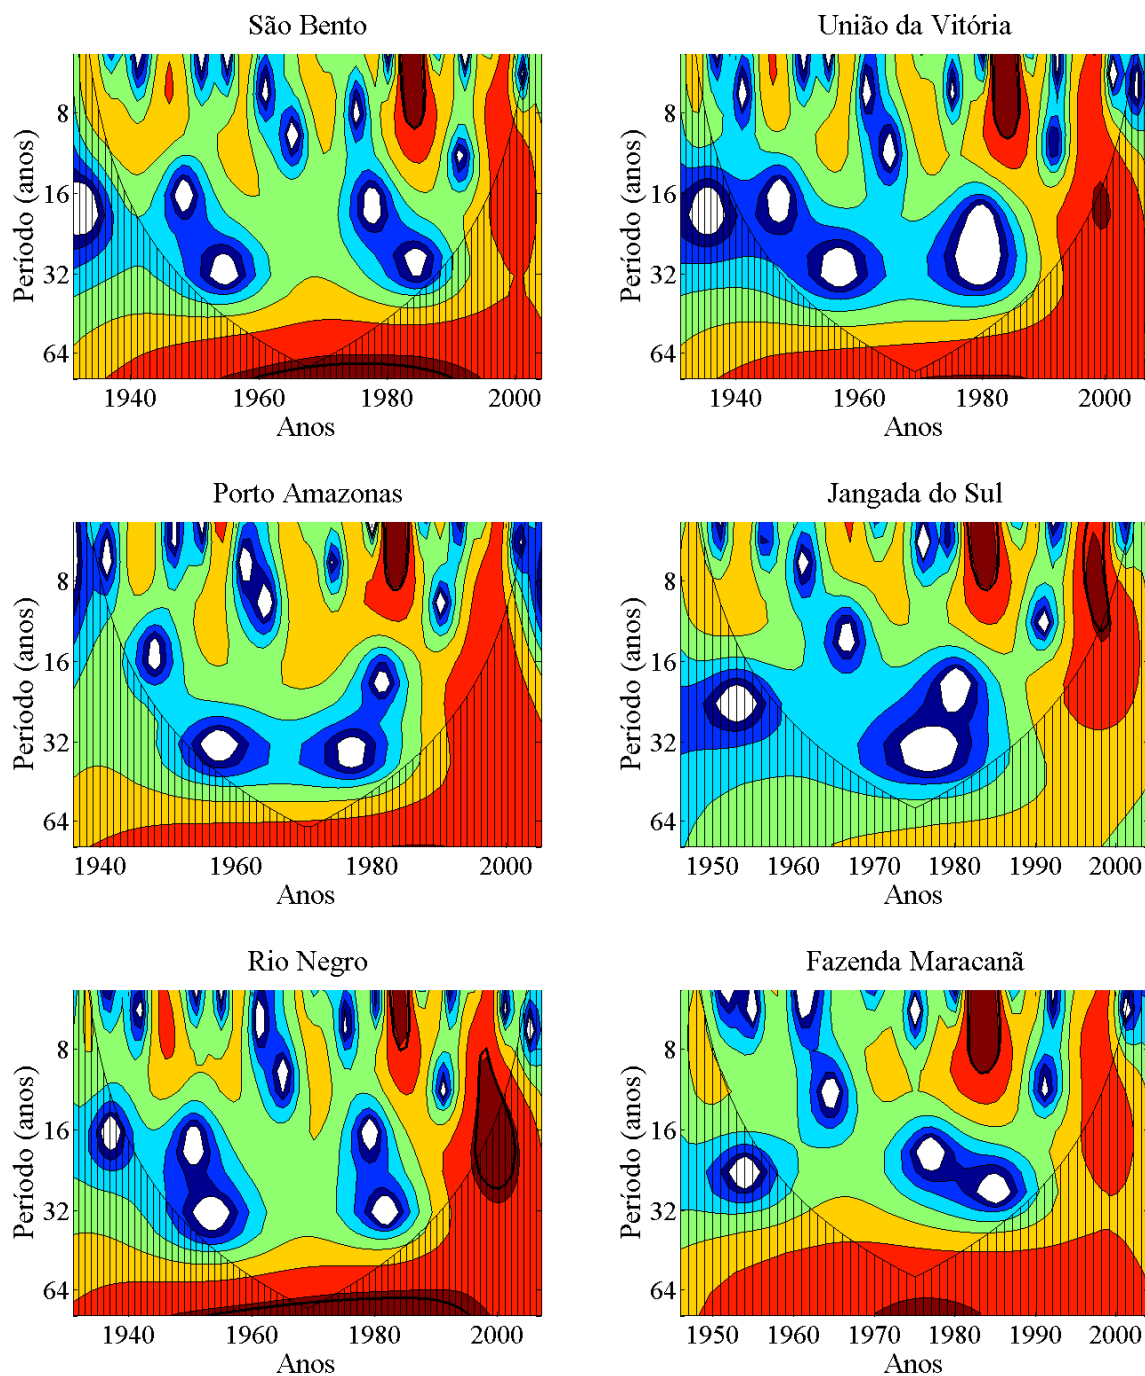 São Bento
União da Vitória
Período (anos)
8
16
32
64
1940 1960 1980 2000
Anos
Período (anos)
8
16
32
64
1940 1960 1980 2000
Anos
Porto Amazonas
Jangada do Sul
Período (anos)
8
16
32
64
1940 1960 1980 2000
Anos
Período (anos)
8
16
32
64
1950 1960 1970 1980 1990 2000
Anos
Rio Negro
Fazenda Maracanã
Período (anos)
8
16
32
64
1940 1960 1980 2000
Anos
Período (anos)
8
16
32
64
1950 1960 1970 1980 1990 2000
Anos